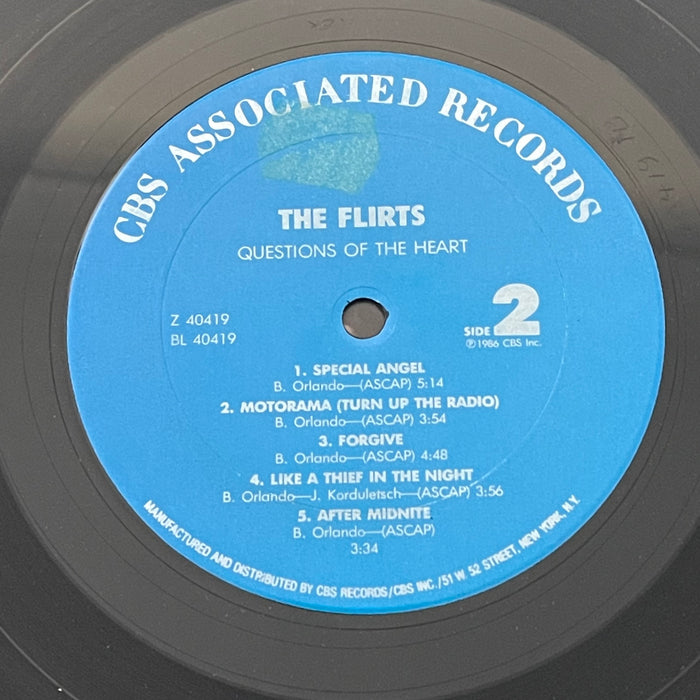 CBS ASSOCIATED RECORDS
THE FLIRTS
QUESTIONS OF THE HEART
Z 40419
BL 40419
SIDE 2
℗1986 CBS Inc.
1. SPECIAL ANGEL
B. Orlando—(ASCAP) 5:14
2. MOTORAMA (TURN UP THE RADIO)
B. Orlando—(ASCAP) 3:54
3. FORGIVE
B. Orlando—(ASCAP) 4:48
4. LIKE A THIEF IN THE NIGHT
B. Orlando—J. Korduletsch—(ASCAP) 3:56
5. AFTER MIDNITE
B. Orlando—(ASCAP)
3:34
MANUFACTURED AND DISTRIBUTED BY CBS RECORDS/CBS INC./51 W. 52 STREET, NEW YORK, N.Y.